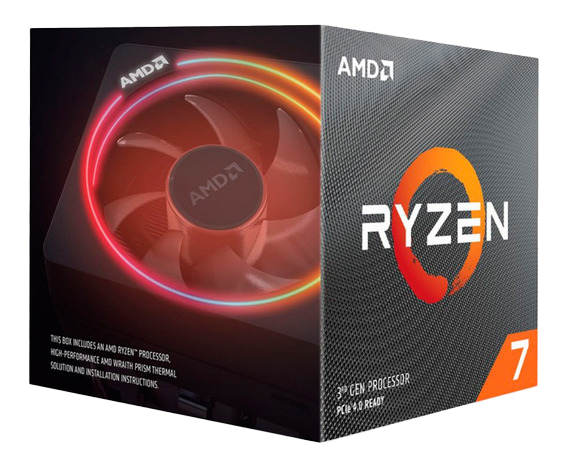 AMD
AMD
THIS BOX INCLUDES AN AMD RYZEN™ PROCESSOR,
HIGH-PERFORMANCE AMD WRAITH PRISM THERMAL
SOLUTION AND INSTALLATION INSTRUCTIONS.
AMD
RYZEN
7
3RD GEN PROCESSOR
PCIe 4.0 READY